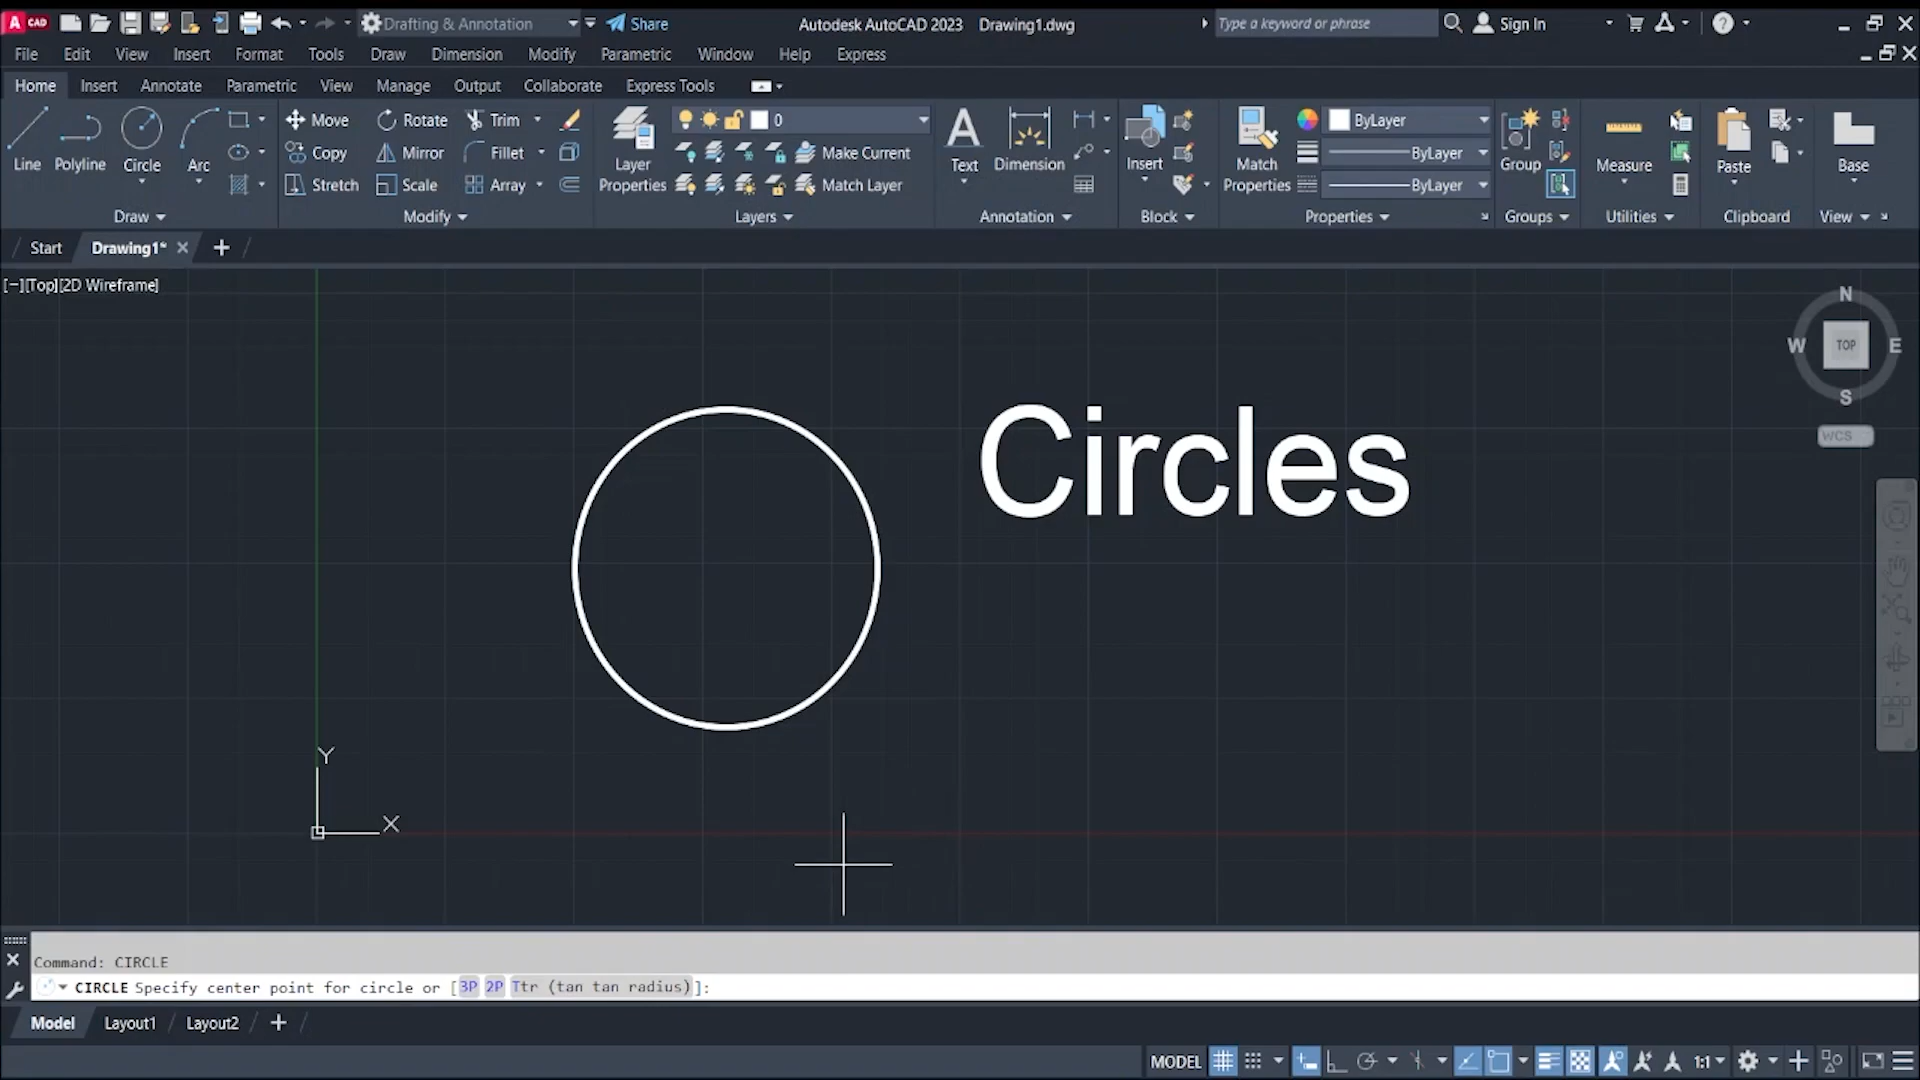 A CAD Drafting & Annotation Share Autodesk AutoCAD 2023 Drawing1.dwg Type a keyword or phrase Sign In
File Edit View Insert Format Tools Draw Dimension Modify Parametric Window Help Express
Home Insert Annotate Parametric View Manage Output Collaborate Express Tools
Move Rotate Trim 0 ByLayer
Copy Mirror Fillet Make Current ByLayer
Line Polyline Circle Arc Layer Text Dimension Insert Match Group Measure Paste Base
Stretch Scale Array Properties Match Layer Properties ByLayer
Draw Modify Layers Annotation Block Properties Groups Utilities Clipboard View
Start Drawing1* +
[−][Top][2D Wireframe]
N
W TOP E
S
WCS
Circles
Y
X
Command: CIRCLE
CIRCLE Specify center point for circle or [3P 2P Ttr (tan tan radius)]:
Model Layout1 Layout2 +
MODEL 1:1